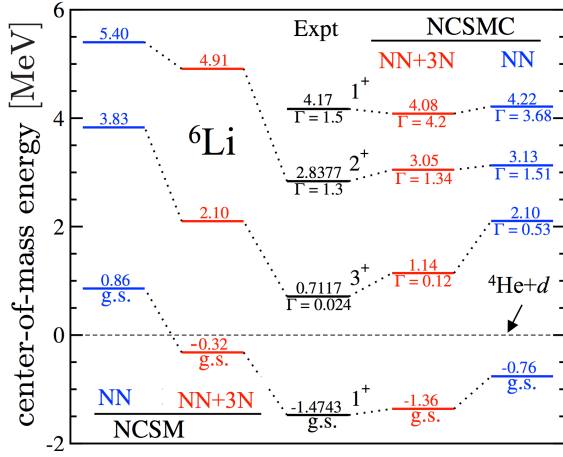 center-of-mass energy [MeV]
6
4
2
0
-2
Expt
NCSMC
NN+3N
NN
5.40
4.91
4.17
Γ = 1.5
1⁺
4.08
Γ = 4.2
4.22
Γ = 3.68
3.83
⁶Li
2.8377
Γ = 1.3
2⁺
3.05
Γ = 1.34
3.13
Γ = 1.51
2.10
2.10
Γ = 0.53
0.86
g.s.
0.7117
Γ = 0.024
3⁺
1.14
Γ = 0.12
⁴He+d
-0.32
g.s.
-1.4743
g.s.
1⁺
-1.36
g.s.
-0.76
g.s.
NN
NN+3N
NCSM